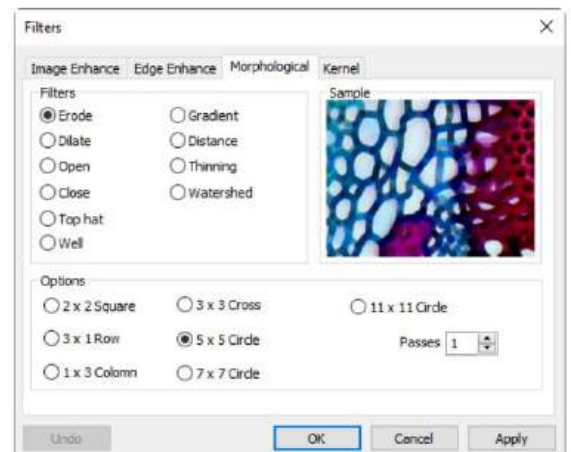 Filters
Image Enhance Edge Enhance Morphological Kernel
Filters
Erode Gradient
Dilate Distance
Open Thinning
Close Watershed
Top hat
Well
Sample
Options
2 x 2 Square 3 x 3 Cross 11 x 11 Circle
3 x 1 Row 5 x 5 Circle Passes 1
1 x 3 Colomn 7 x 7 Circle
Undo OK Cancel Apply